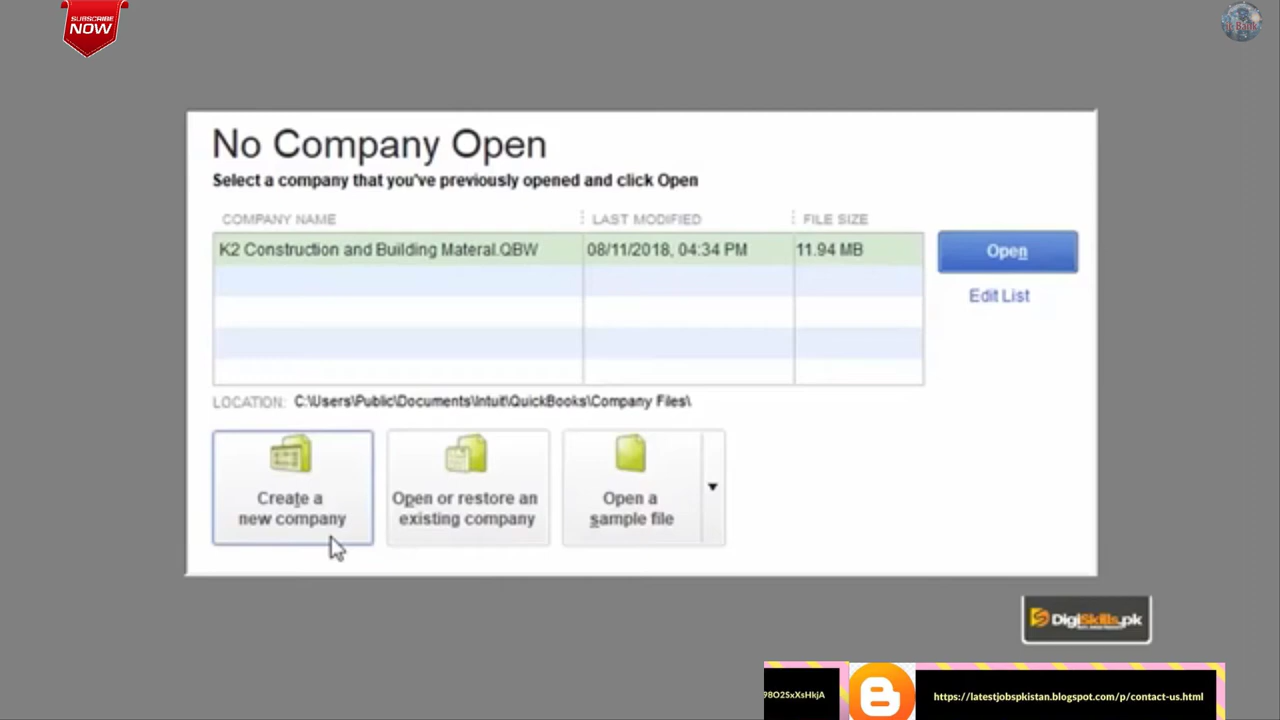 SUBSCRIBE
NOW
No Company Open
Select a company that you've previously opened and click Open
COMPANY NAME LAST MODIFIED FILE SIZE
K2 Construction and Building Materal.QBW 08/11/2018, 04:34 PM 11.94 MB
Open
Edit List
LOCATION: C:\Users\Public\Documents\Intuit\QuickBooks\Company Files\
Create a
new company
Open or restore an
existing company
Open a
sample file
DigiSkills.pk
98O2SxXsHkjA
https://latestjobspkistan.blogspot.com/p/contact-us.html